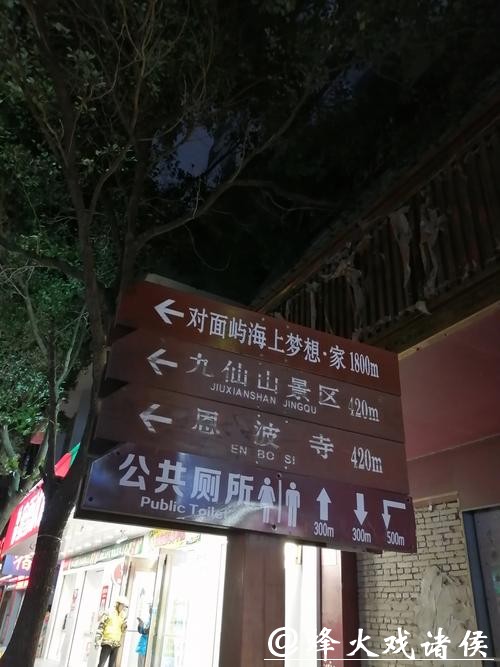 ← 对面屿海上梦想·家 1800m
← 九仙山景区 420m
JIUXIANSHAN JINGQU
← 恩波寺 420m
EN BO SI
公共厕所
Public Toilet
↑ 300m ↓ 300m ↰ 500m
@烽火戏诸侯